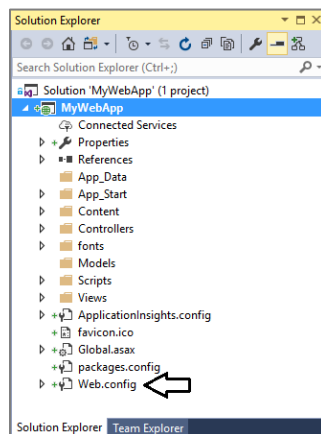 Solution Explorer
Search Solution Explorer (Ctrl+;)
Solution 'MyWebApp' (1 project)
MyWebApp
Connected Services
Properties
References
App_Data
App_Start
Content
Controllers
fonts
Models
Scripts
Views
ApplicationInsights.config
favicon.ico
Global.asax
packages.config
Web.config
Solution Explorer Team Explorer